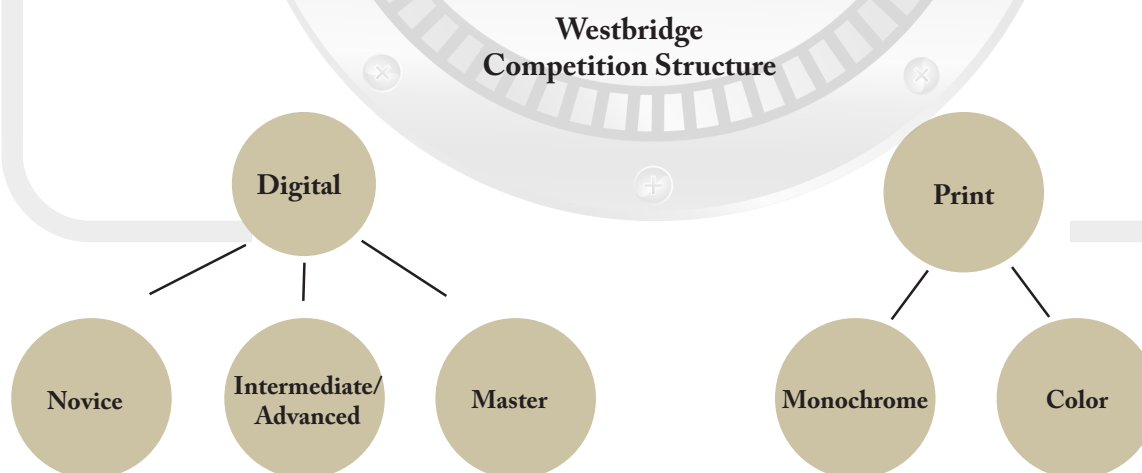 Westbridge
Competition Structure
Digital
Print
Novice
Intermediate/
Advanced
Master
Monochrome
Color